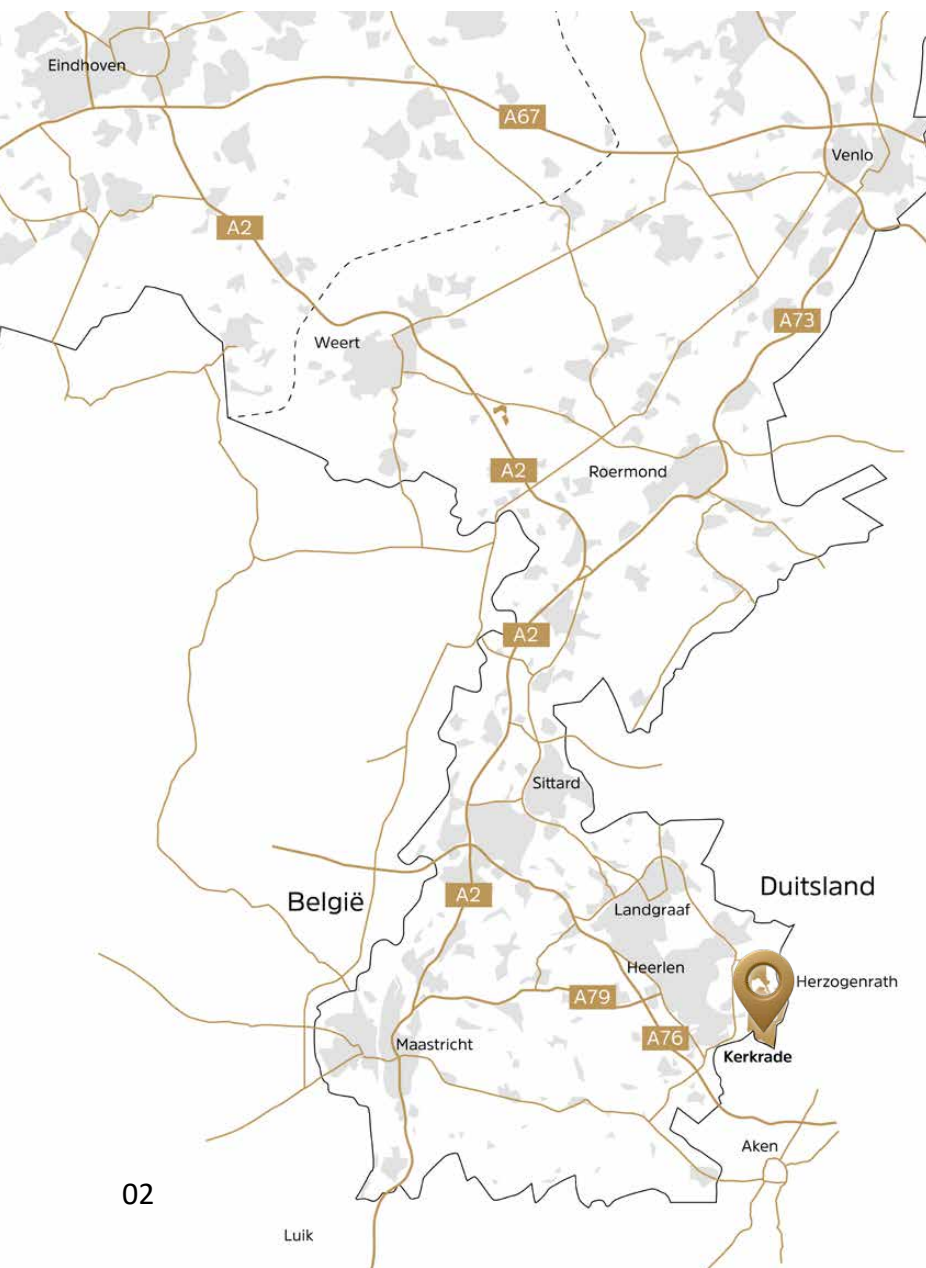 Eindhoven
A67
Venlo
A2
A73
Weert
A2
Roermond
A2
Sittard
België
A2
Duitsland
Landgraaf
Heerlen
Herzogenrath
A79
A76
Maastricht
Kerkrade
Aken
02
Luik